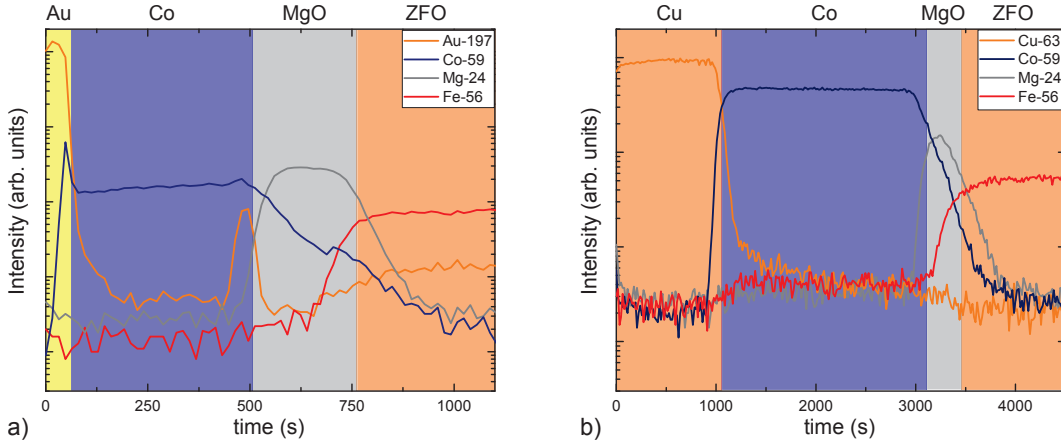 Au Co MgO ZFO
Au-197
Co-59
Mg-24
Fe-56
Intensity (arb. units)
0 250 500 750 1000
time (s)
a)
Cu Co MgO ZFO
Cu-63
Co-59
Mg-24
Fe-56
Intensity (arb. units)
0 1000 2000 3000 4000
time (s)
b)